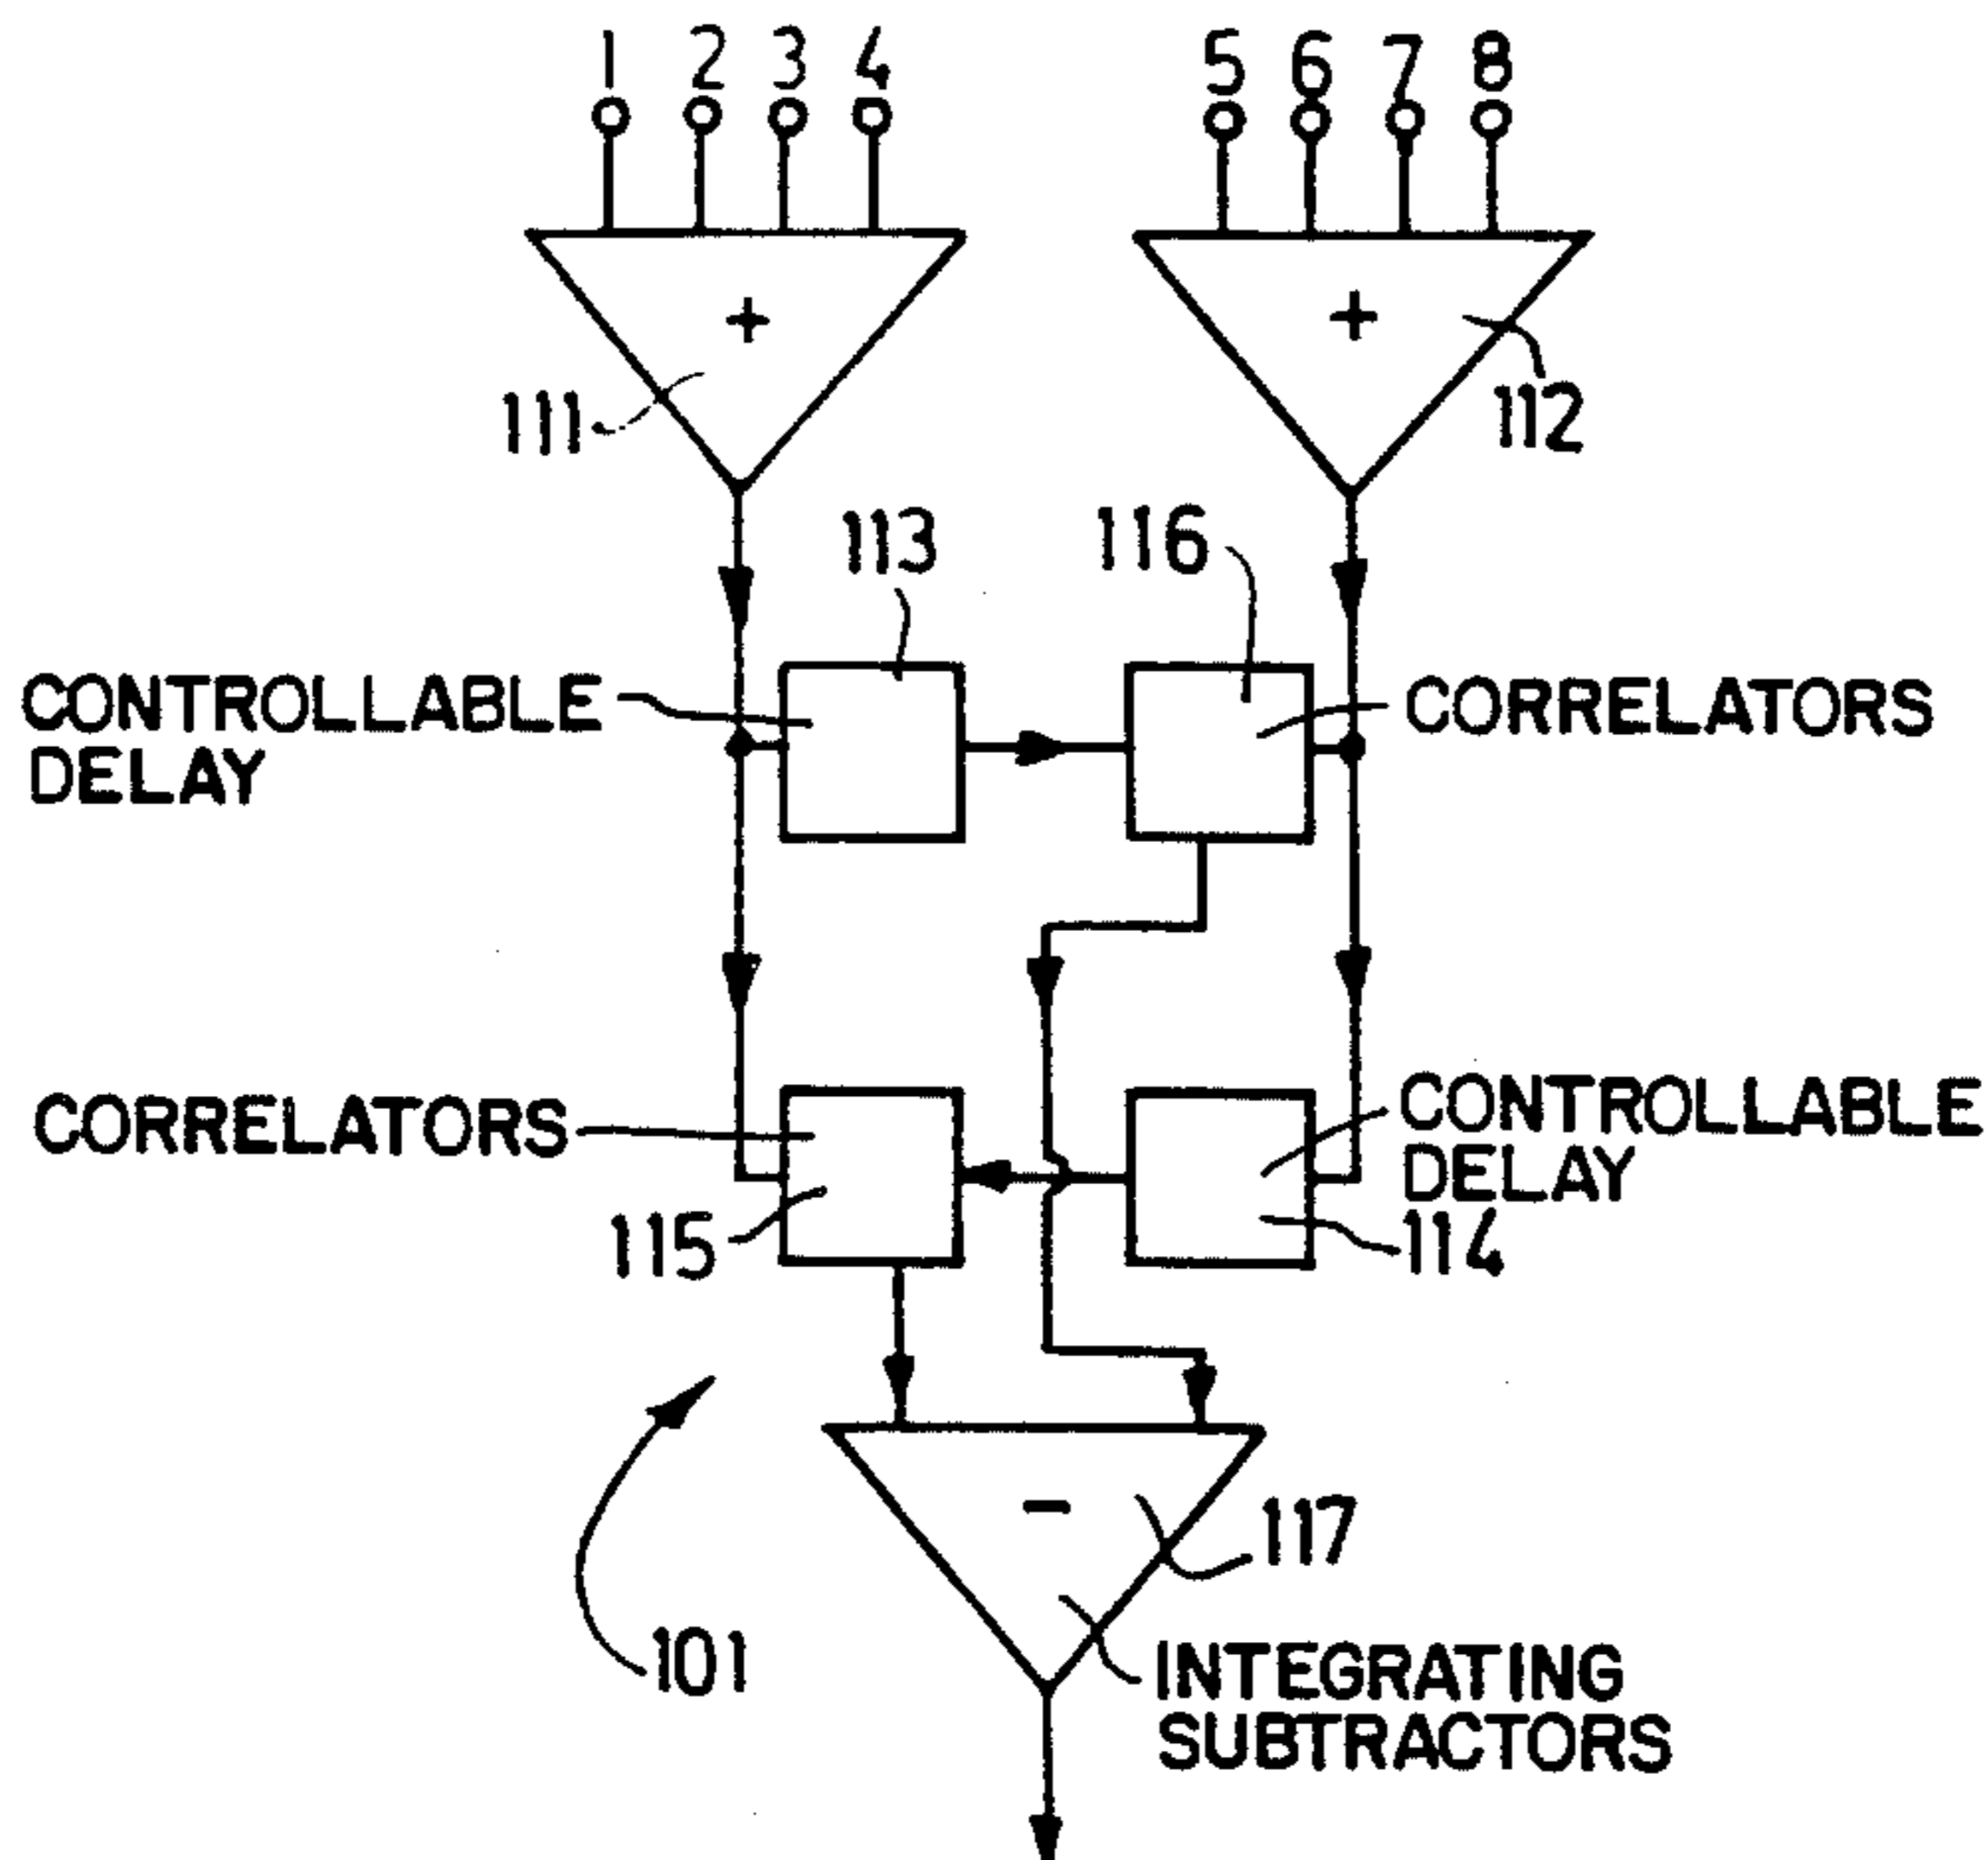 1 2 3 4
5 6 7 8
+
+
111
112
113
116
CONTROLLABLE
DELAY
CORRELATORS
CORRELATORS
CONTROLLABLE
DELAY
115
114
-
117
101
INTEGRATING
SUBTRACTORS